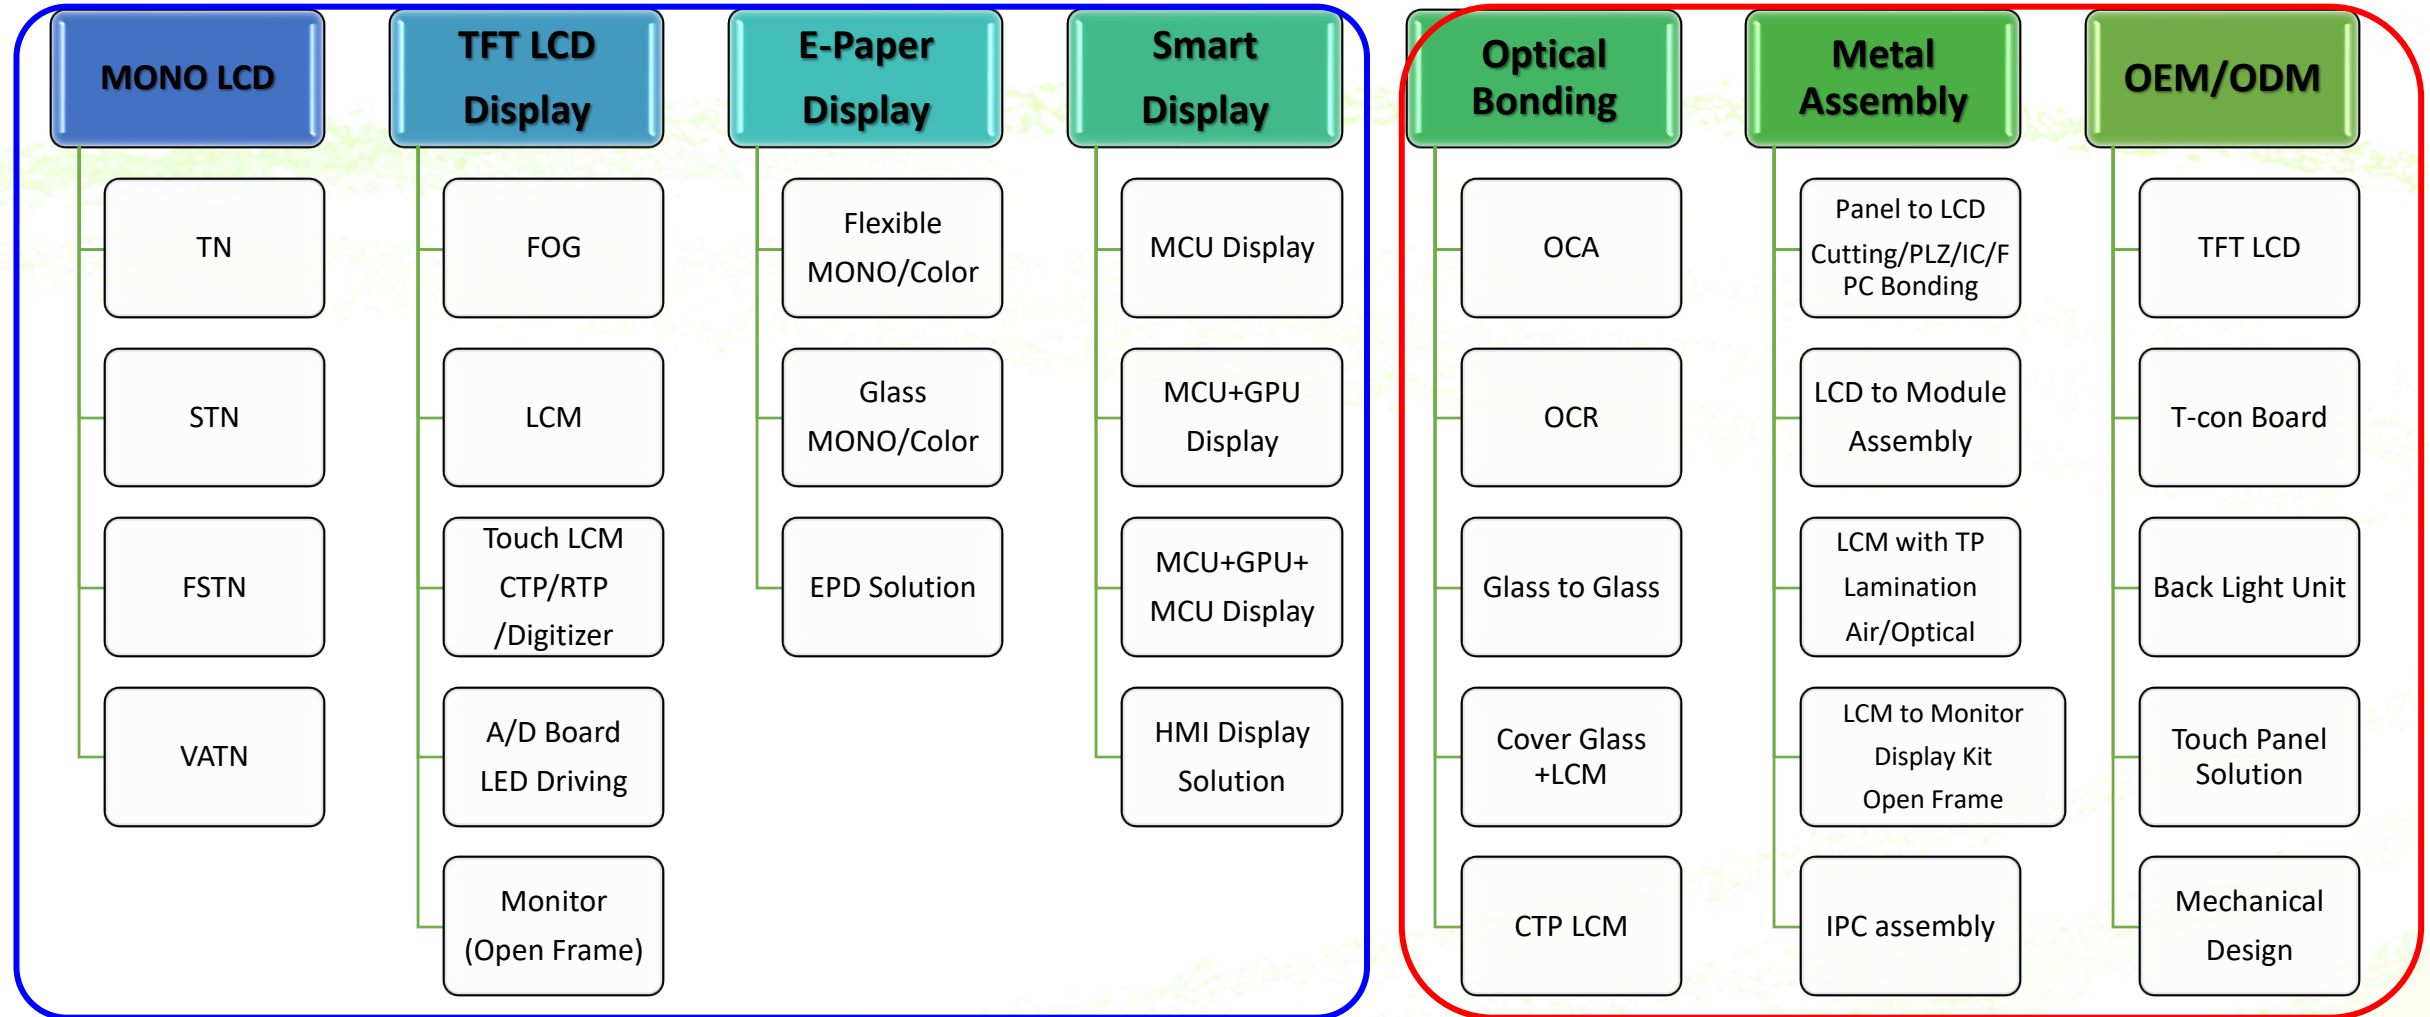 MONO LCD
TN
STN
FSTN
VATN
TFT LCD
Display
FOG
LCM
Touch LCM
CTP/RTP
/Digitizer
A/D Board
LED Driving
Monitor
(Open Frame)
E-Paper
Display
Flexible
MONO/Color
Glass
MONO/Color
EPD Solution
Smart
Display
MCU Display
MCU+GPU
Display
MCU+GPU+
MCU Display
HMI Display
Solution
Optical
Bonding
OCA
OCR
Glass to Glass
Cover Glass
+LCM
CTP LCM
Metal
Assembly
Panel to LCD
Cutting/PLZ/IC/F
PC Bonding
LCD to Module
Assembly
LCM with TP
Lamination
Air/Optical
LCM to Monitor
Display Kit
Open Frame
IPC assembly
OEM/ODM
TFT LCD
T-con Board
Back Light Unit
Touch Panel
Solution
Mechanical
Design